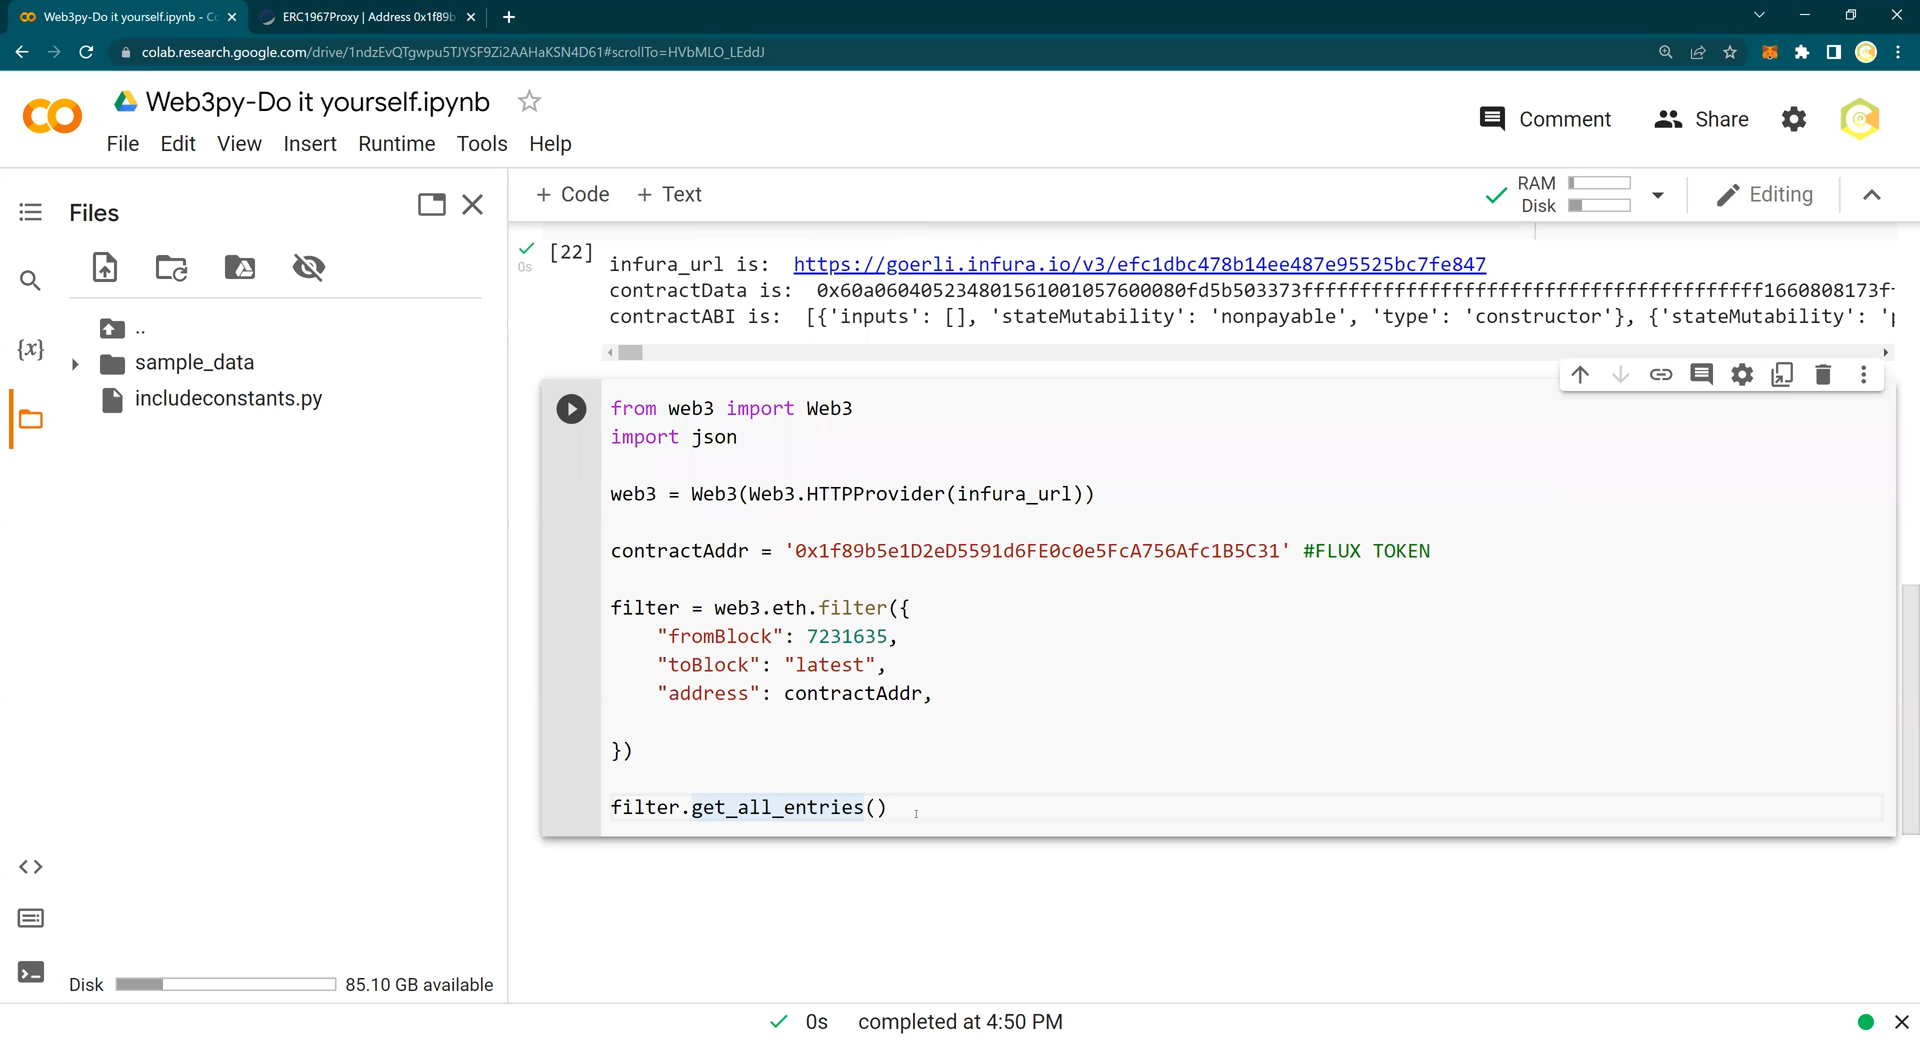 Web3py-Do it yourself.ipynb - Co
ERC1967Proxy | Address 0x1f89b
colab.research.google.com/drive/1ndzEvQTgwpu5TJYSF9Zi2AAHaKSN4D61#scrollTo=HVbMLO_LEddJ
Web3py-Do it yourself.ipynb
File Edit View Insert Runtime Tools Help
Comment Share
Files
+ Code + Text
RAM
Disk
Editing
..
sample_data
includeconstants.py
Disk 85.10 GB available
0s
[22]
infura_url is: https://goerli.infura.io/v3/efc1dbc478b14ee487e95525bc7fe847
contractData is: 0x60a06040523480156100105760080fd5b503373ffffffffffffffffffffffffffffffffffffffff1660808173f
contractABI is: [{'inputs': [], 'stateMutability': 'nonpayable', 'type': 'constructor'}, {'stateMutability': 'p
from web3 import Web3
import json
web3 = Web3(Web3.HTTPProvider(infura_url))
contractAddr = '0x1f89b5e1D2eD5591d6FE0c0e5FcA756Afc1B5C31' #FLUX TOKEN
filter = web3.eth.filter({
"fromBlock": 7231635,
"toBlock": "latest",
"address": contractAddr,
})
filter.get_all_entries()
0s completed at 4:50 PM